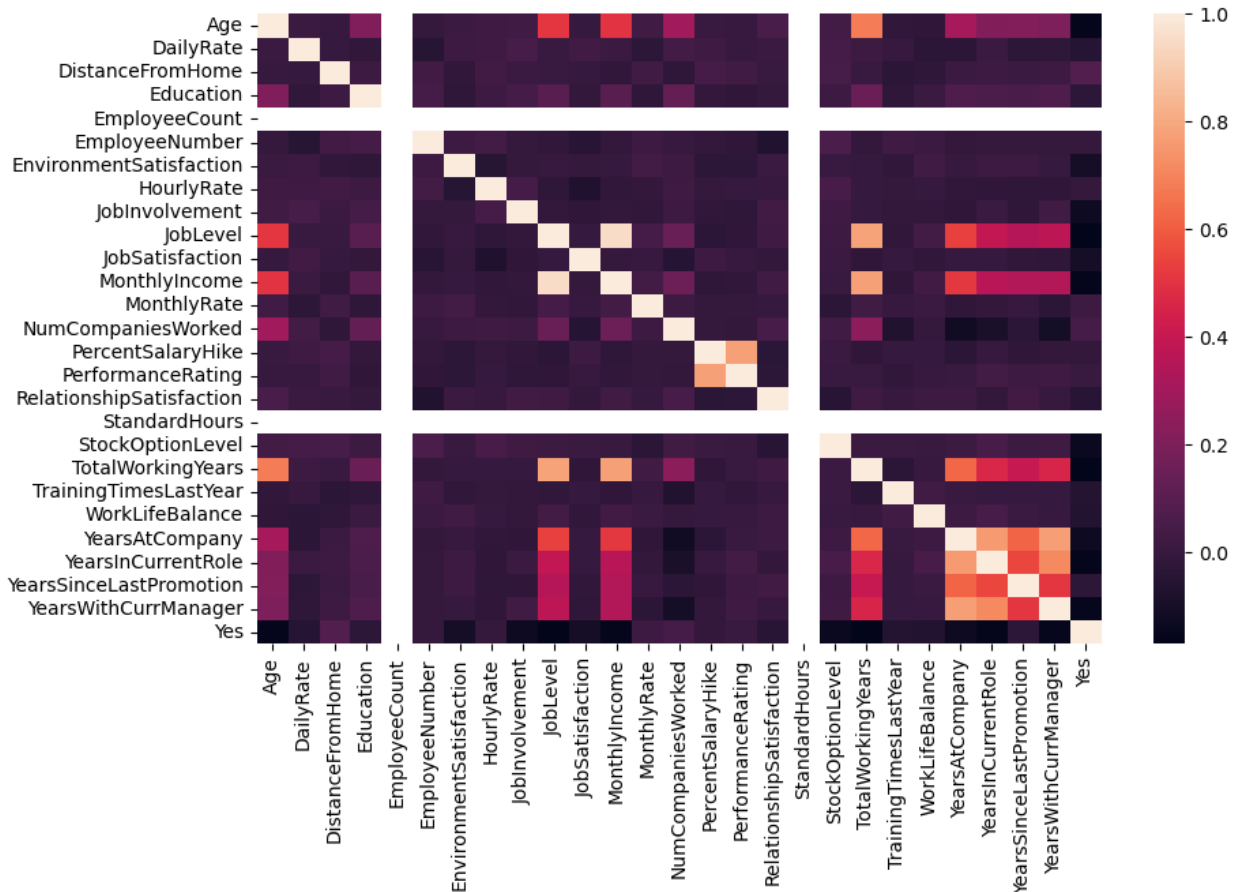 Age
DailyRate
DistanceFromHome
Education
EmployeeCount
EmployeeNumber
EnvironmentSatisfaction
HourlyRate
JobInvolvement
JobLevel
JobSatisfaction
MonthlyIncome
MonthlyRate
NumCompaniesWorked
PercentSalaryHike
PerformanceRating
RelationshipSatisfaction
StandardHours
StockOptionLevel
TotalWorkingYears
TrainingTimesLastYear
WorkLifeBalance
YearsAtCompany
YearsInCurrentRole
YearsSinceLastPromotion
YearsWithCurrManager
Yes
Age
DailyRate
DistanceFromHome
Education
EmployeeCount
EmployeeNumber
EnvironmentSatisfaction
HourlyRate
JobInvolvement
JobLevel
JobSatisfaction
MonthlyIncome
MonthlyRate
NumCompaniesWorked
PercentSalaryHike
PerformanceRating
RelationshipSatisfaction
StandardHours
StockOptionLevel
TotalWorkingYears
TrainingTimesLastYear
WorkLifeBalance
YearsAtCompany
YearsInCurrentRole
YearsSinceLastPromotion
YearsWithCurrManager
Yes
1.0
0.8
0.6
0.4
0.2
0.0